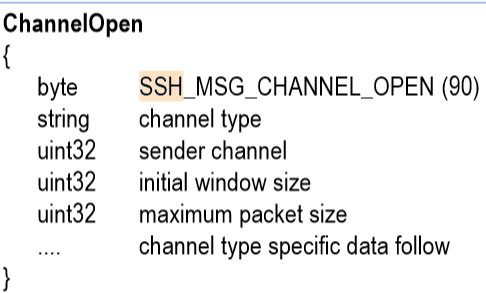 ChannelOpen
{
byte SSH_MSG_CHANNEL_OPEN (90)
string channel type
uint32 sender channel
uint32 initial window size
uint32 maximum packet size
.... channel type specific data follow
}